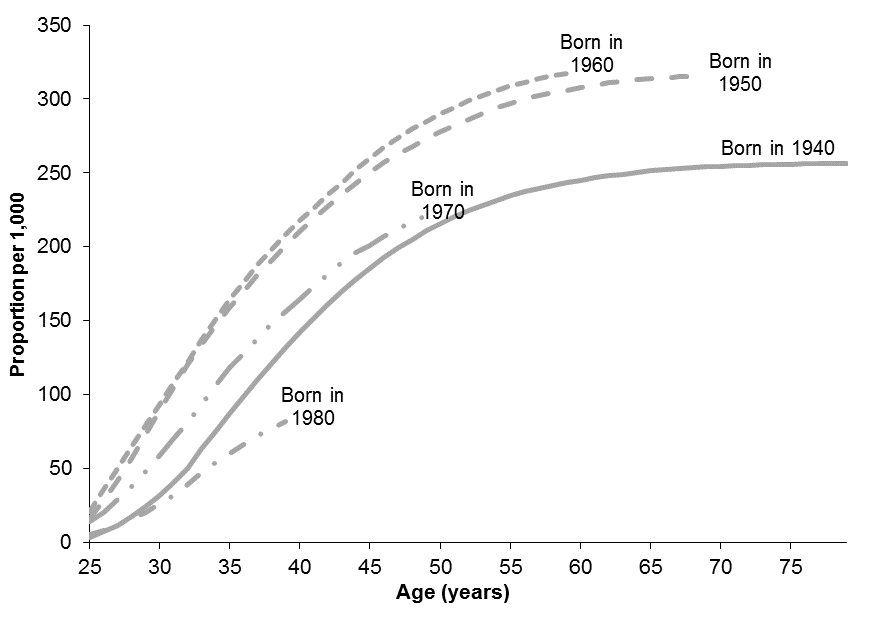 350
300
250
200
150
100
50
0
Proportion per 1,000
Born in
1960
Born in
1950
Born in 1940
Born in
1970
Born in
1980
25 30 35 40 45 50 55 60 65 70 75
Age (years)